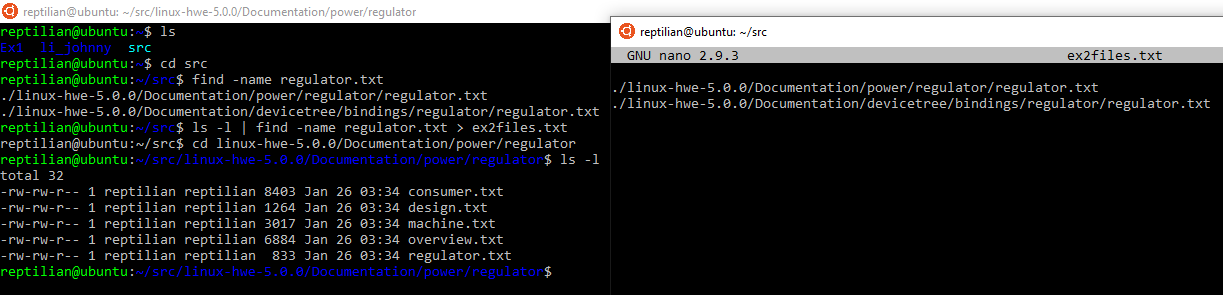 reptilian@ubuntu: ~/src/linux-hwe-5.0.0/Documentation/power/regulator
reptilian@ubuntu:~$ ls
Ex1 li_johnny src
reptilian@ubuntu:~$ cd src
reptilian@ubuntu:~/src$ find -name regulator.txt
./linux-hwe-5.0.0/Documentation/power/regulator/regulator.txt
./linux-hwe-5.0.0/Documentation/devicetree/bindings/regulator/regulator.txt
reptilian@ubuntu:~/src$ ls -l | find -name regulator.txt > ex2files.txt
reptilian@ubuntu:~/src$ cd linux-hwe-5.0.0/Documentation/power/regulator
reptilian@ubuntu:~/src/linux-hwe-5.0.0/Documentation/power/regulator$ ls -l
total 32
-rw-rw-r-- 1 reptilian reptilian 8403 Jan 26 03:34 consumer.txt
-rw-rw-r-- 1 reptilian reptilian 1264 Jan 26 03:34 design.txt
-rw-rw-r-- 1 reptilian reptilian 3017 Jan 26 03:34 machine.txt
-rw-rw-r-- 1 reptilian reptilian 6884 Jan 26 03:34 overview.txt
-rw-rw-r-- 1 reptilian reptilian  833 Jan 26 03:34 regulator.txt
reptilian@ubuntu:~/src/linux-hwe-5.0.0/Documentation/power/regulator$
reptilian@ubuntu: ~/src
GNU nano 2.9.3 ex2files.txt
./linux-hwe-5.0.0/Documentation/power/regulator/regulator.txt
./linux-hwe-5.0.0/Documentation/devicetree/bindings/regulator/regulator.txt